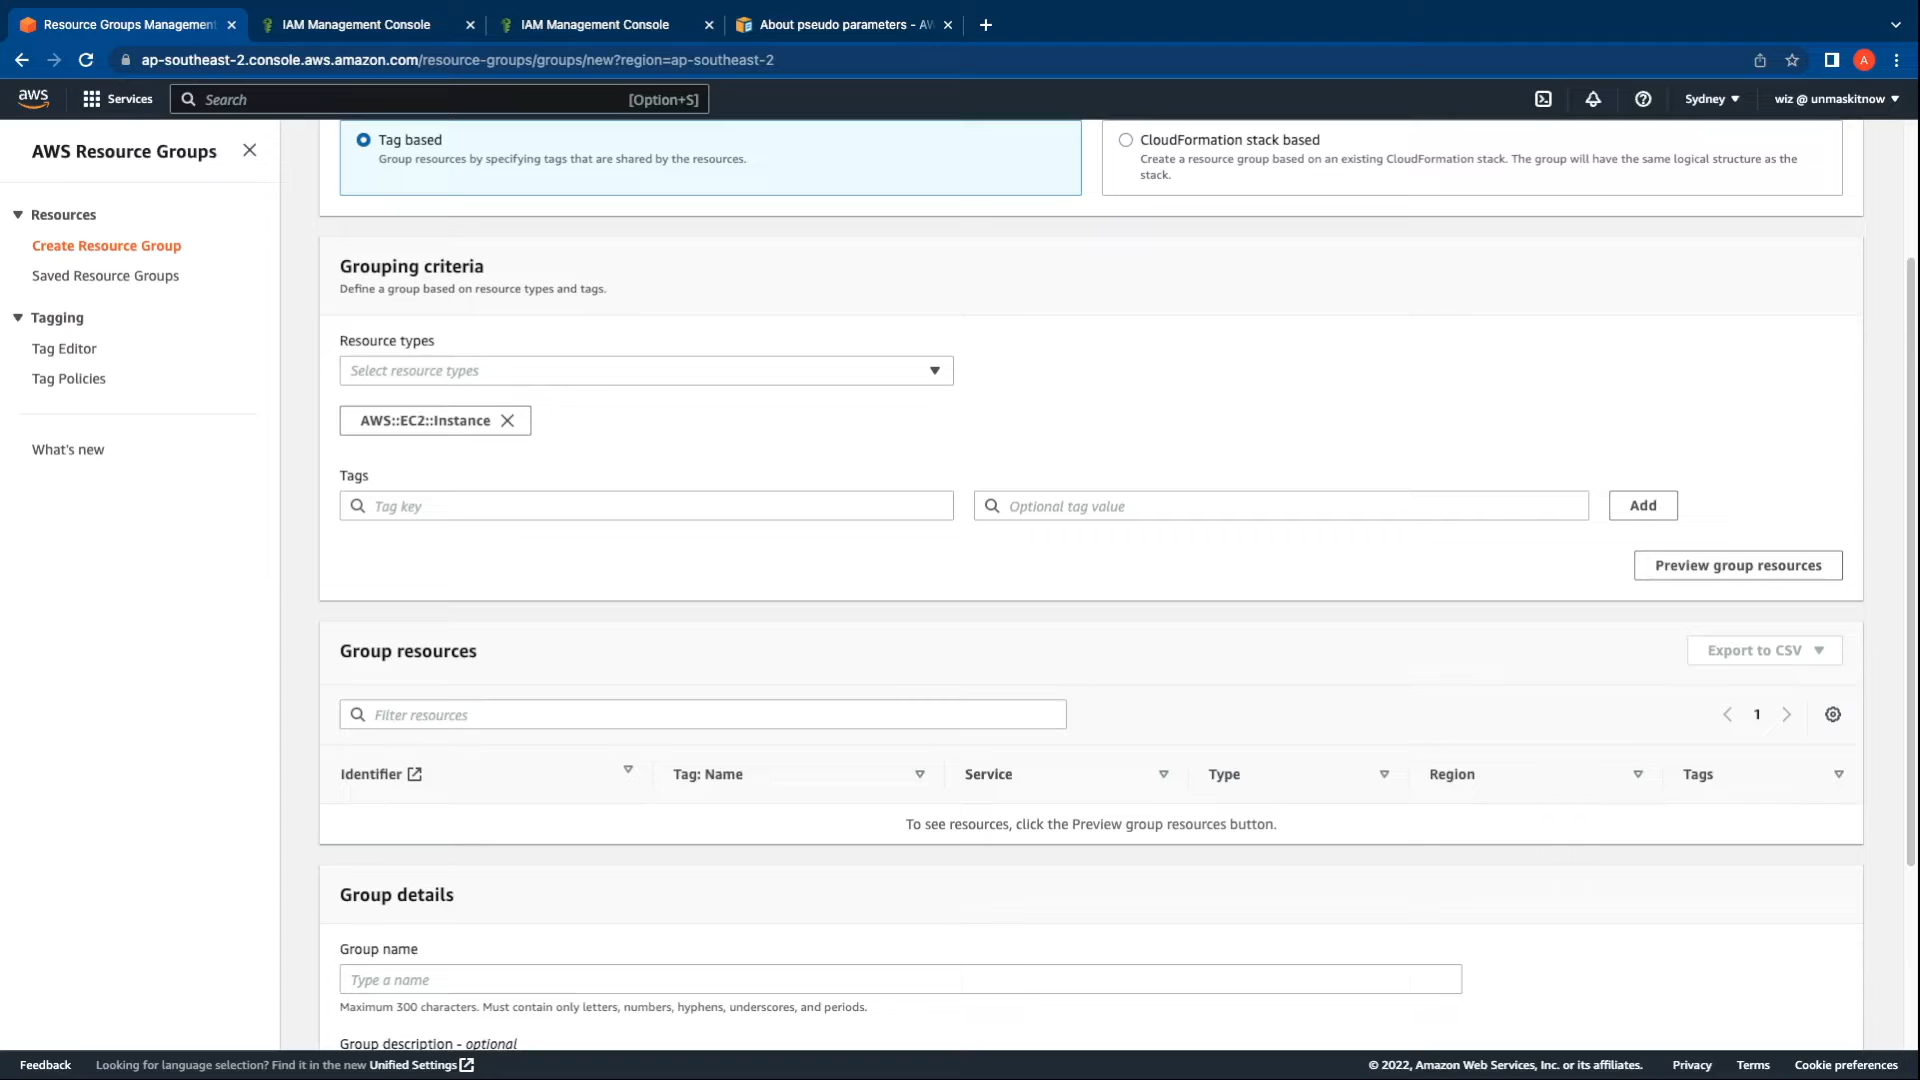 Resource Groups Management
IAM Management Console
IAM Management Console
About pseudo parameters - AW
ap-southeast-2.console.aws.amazon.com/resource-groups/groups/new?region=ap-southeast-2
A
aws
Services
Search
[Option+S]
Sydney
wiz @ unmaskitnow
AWS Resource Groups
Resources
Create Resource Group
Saved Resource Groups
Tagging
Tag Editor
Tag Policies
What's new
Tag based
Group resources by specifying tags that are shared by the resources.
CloudFormation stack based
Create a resource group based on an existing CloudFormation stack. The group will have the same logical structure as the
stack.
Grouping criteria
Define a group based on resource types and tags.
Resource types
Select resource types
AWS::EC2::Instance
Tags
Tag key
Optional tag value
Add
Preview group resources
Group resources
Export to CSV
Filter resources
1
Identifier
Tag: Name
Service
Type
Region
Tags
To see resources, click the Preview group resources button.
Group details
Group name
Type a name
Maximum 300 characters. Must contain only letters, numbers, hyphens, underscores, and periods.
Group description - optional
Feedback
Looking for language selection? Find it in the new Unified Settings
© 2022, Amazon Web Services, Inc. or its affiliates.
Privacy
Terms
Cookie preferences